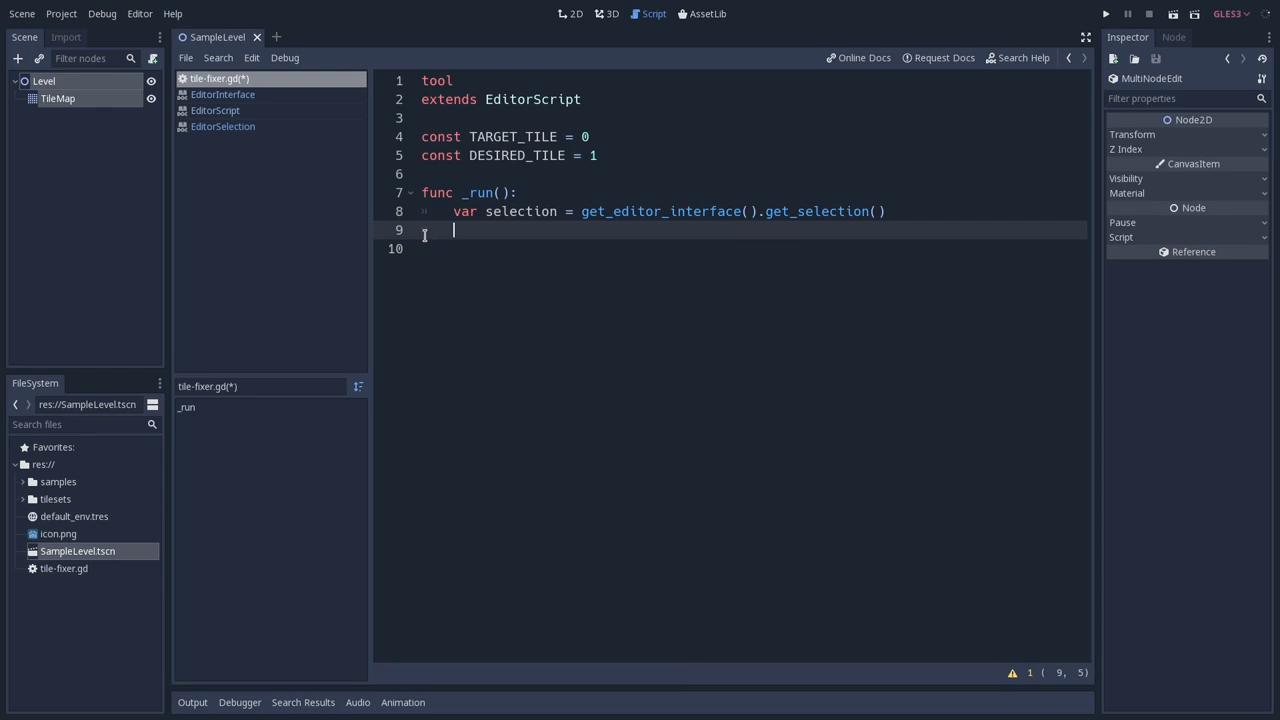 Scene Project Debug Editor Help
2D 3D Script AssetLib
GLES3
Scene Import
Filter nodes
Level
TileMap
FileSystem
res://SampleLevel.tscn
Search files
Favorites:
res://
samples
tilesets
default_env.tres
icon.png
SampleLevel.tscn
tile-fixer.gd
SampleLevel
File Search Edit Debug
Online Docs Request Docs Search Help
tile-fixer.gd(*)
EditorInterface
EditorScript
EditorSelection
tile-fixer.gd(*)
_run
1 tool
2 extends EditorScript
3
4 const TARGET_TILE = 0
5 const DESIRED_TILE = 1
6
7 func _run():
8 var selection = get_editor_interface().get_selection()
9
10
1 ( 9, 5)
Output Debugger Search Results Audio Animation
Inspector Node
MultiNodeEdit
Filter properties
Node2D
Transform
Z Index
CanvasItem
Visibility
Material
Node
Pause
Script
Reference